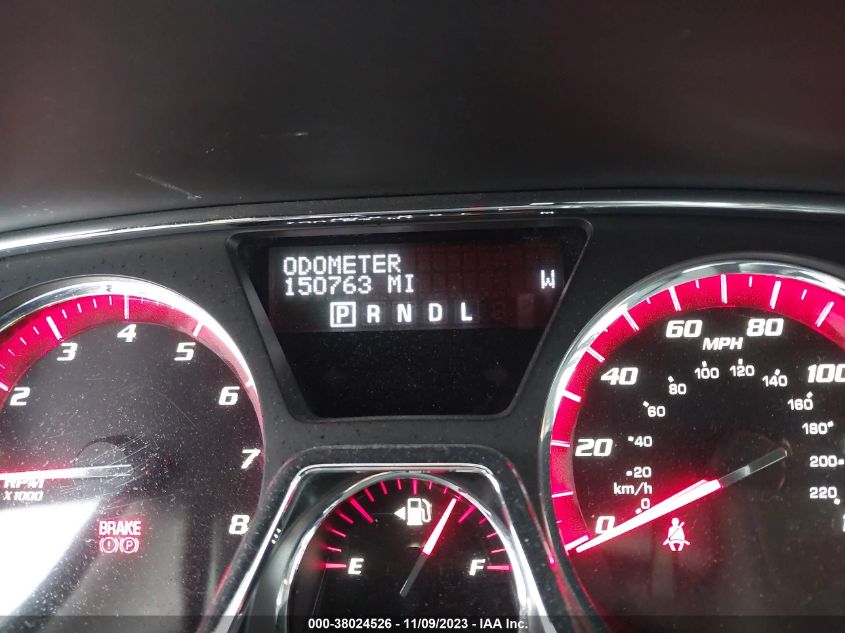 ODOMETER
150763 MI W
P R N D L
2 3 4 5 6 7 8
RPM
X 1000
BRAKE
(!) (P)
E F
0 20 40 60 80 100
MPH
0 20 40 60 80 100 120 140 160 180 200 220
km/h
000-38024526 - 11/09/2023 - IAA Inc.